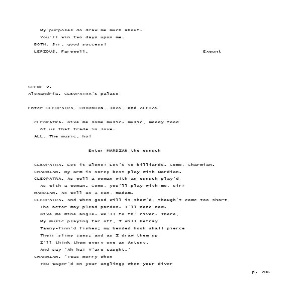 My purposes do draw me much about.
You'll win two days upon me.
BOTH. Sir, good success!
LEPIDUS. Farewell. Exeunt
SCENE V.
Alexandria. CLEOPATRA'S palace
Enter CLEOPATRA, CHARMIAN, IRAS, and ALEXAS
CLEOPATRA. Give me some music- music, moody food
Of us that trade in love.
ALL. The music, ho!
Enter MARDIAN the eunuch
CLEOPATRA. Let it alone! Let's to billiards. Come, Charmian.
CHARMIAN. My arm is sore; best play with Mardian.
CLEOPATRA. As well a woman with an eunuch play'd
As with a woman. Come, you'll play with me, sir?
MARDIAN. As well as I can, madam.
CLEOPATRA. And when good will is show'd, though't come too short,
The actor may plead pardon. I'll none now.
Give me mine angle- we'll to th' river. There,
My music playing far off, I will betray
Tawny-finn'd fishes; my bended hook shall pierce
Their slimy jaws; and as I draw them up
I'll think them every one an Antony,
And say 'Ah ha! Y'are caught.'
CHARMIAN. 'Twas merry when
You wager'd on your angling; when your diver